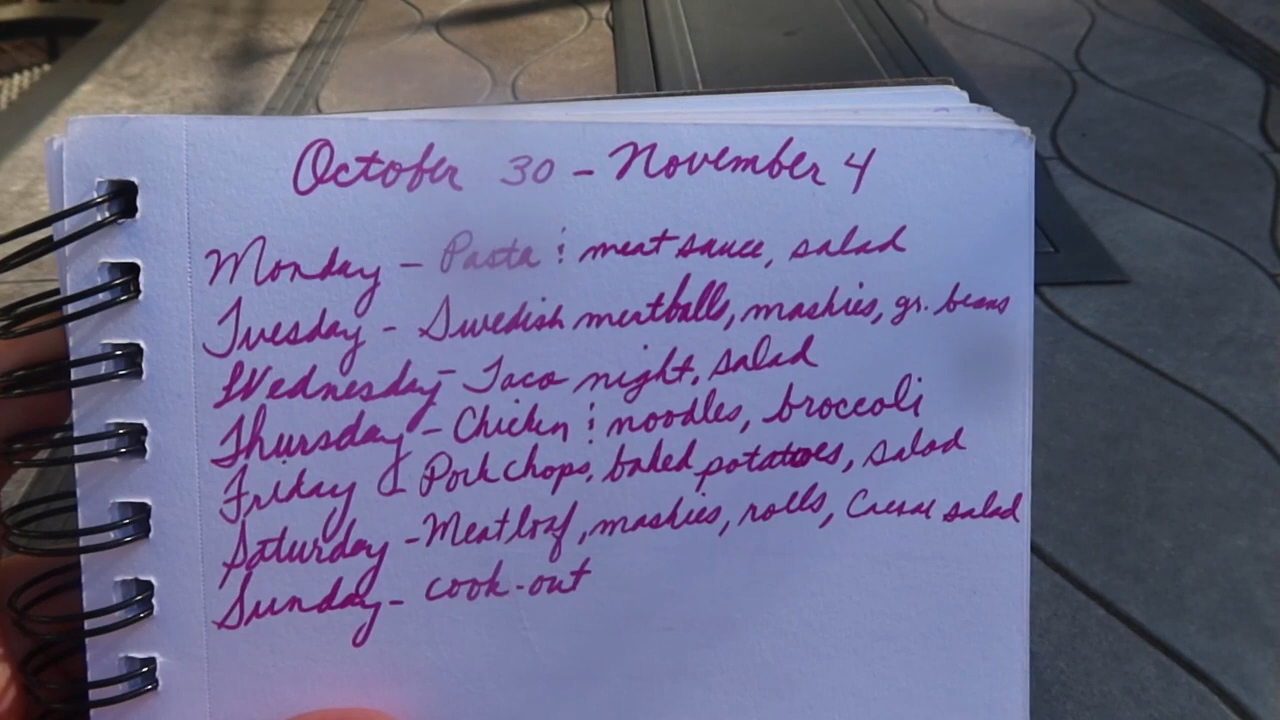 October 30 - November 4
Monday - Pasta & meat sauce, salad
Tuesday - Swedish meatballs, mashies, gr. beans
Wednesday - Taco night, salad
Thursday - Chicken & noodles, broccoli
Friday - Pork chops, baked potatoes, salad
Saturday - Meatloaf, mashies, rolls, Caesar salad
Sunday - cook-out